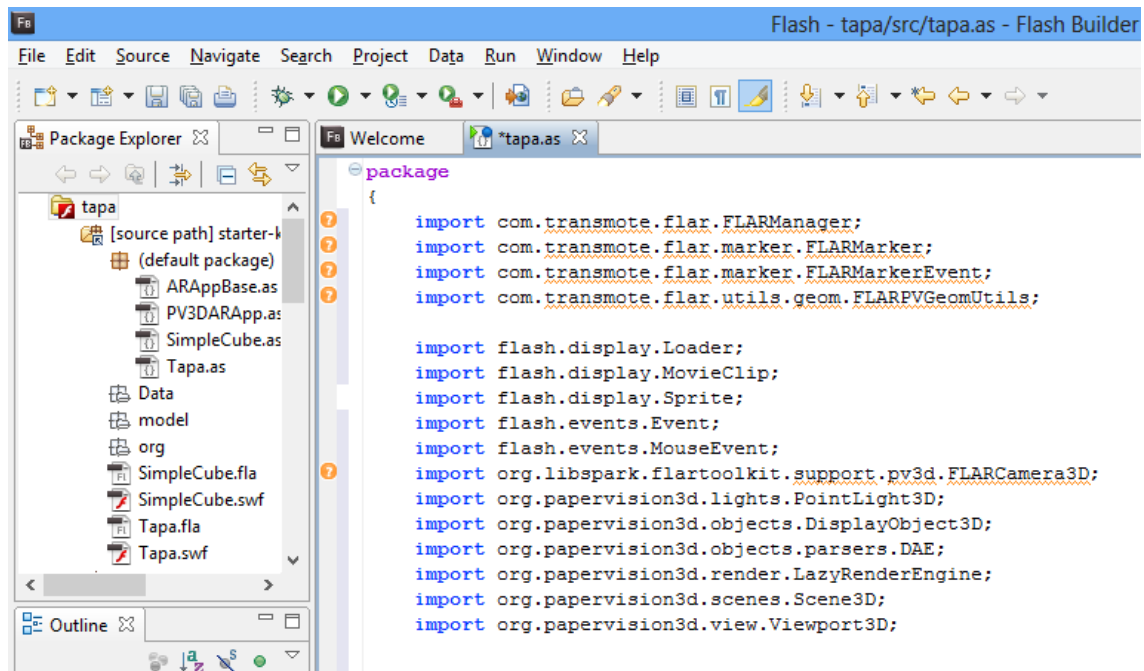 FB Flash - tapa/src/tapa.as - Flash Builder
File Edit Source Navigate Search Project Data Run Window Help
Package Explorer
FB Welcome
*tapa.as
tapa
[source path] starter-k
(default package)
ARAppBase.as
PV3DARApp.as
SimpleCube.as
Tapa.as
Data
model
org
SimpleCube.fla
SimpleCube.swf
Tapa.fla
Tapa.swf
Outline
package
{
import com.transmote.flar.FLARManager;
import com.transmote.flar.marker.FLARMarker;
import com.transmote.flar.marker.FLARMarkerEvent;
import com.transmote.flar.utils.geom.FLARPVGeomUtils;
import flash.display.Loader;
import flash.display.MovieClip;
import flash.display.Sprite;
import flash.events.Event;
import flash.events.MouseEvent;
import org.libspark.flartoolkit.support.pv3d.FLARCamera3D;
import org.papervision3d.lights.PointLight3D;
import org.papervision3d.objects.DisplayObject3D;
import org.papervision3d.objects.parsers.DAE;
import org.papervision3d.render.LazyRenderEngine;
import org.papervision3d.scenes.Scene3D;
import org.papervision3d.view.Viewport3D;